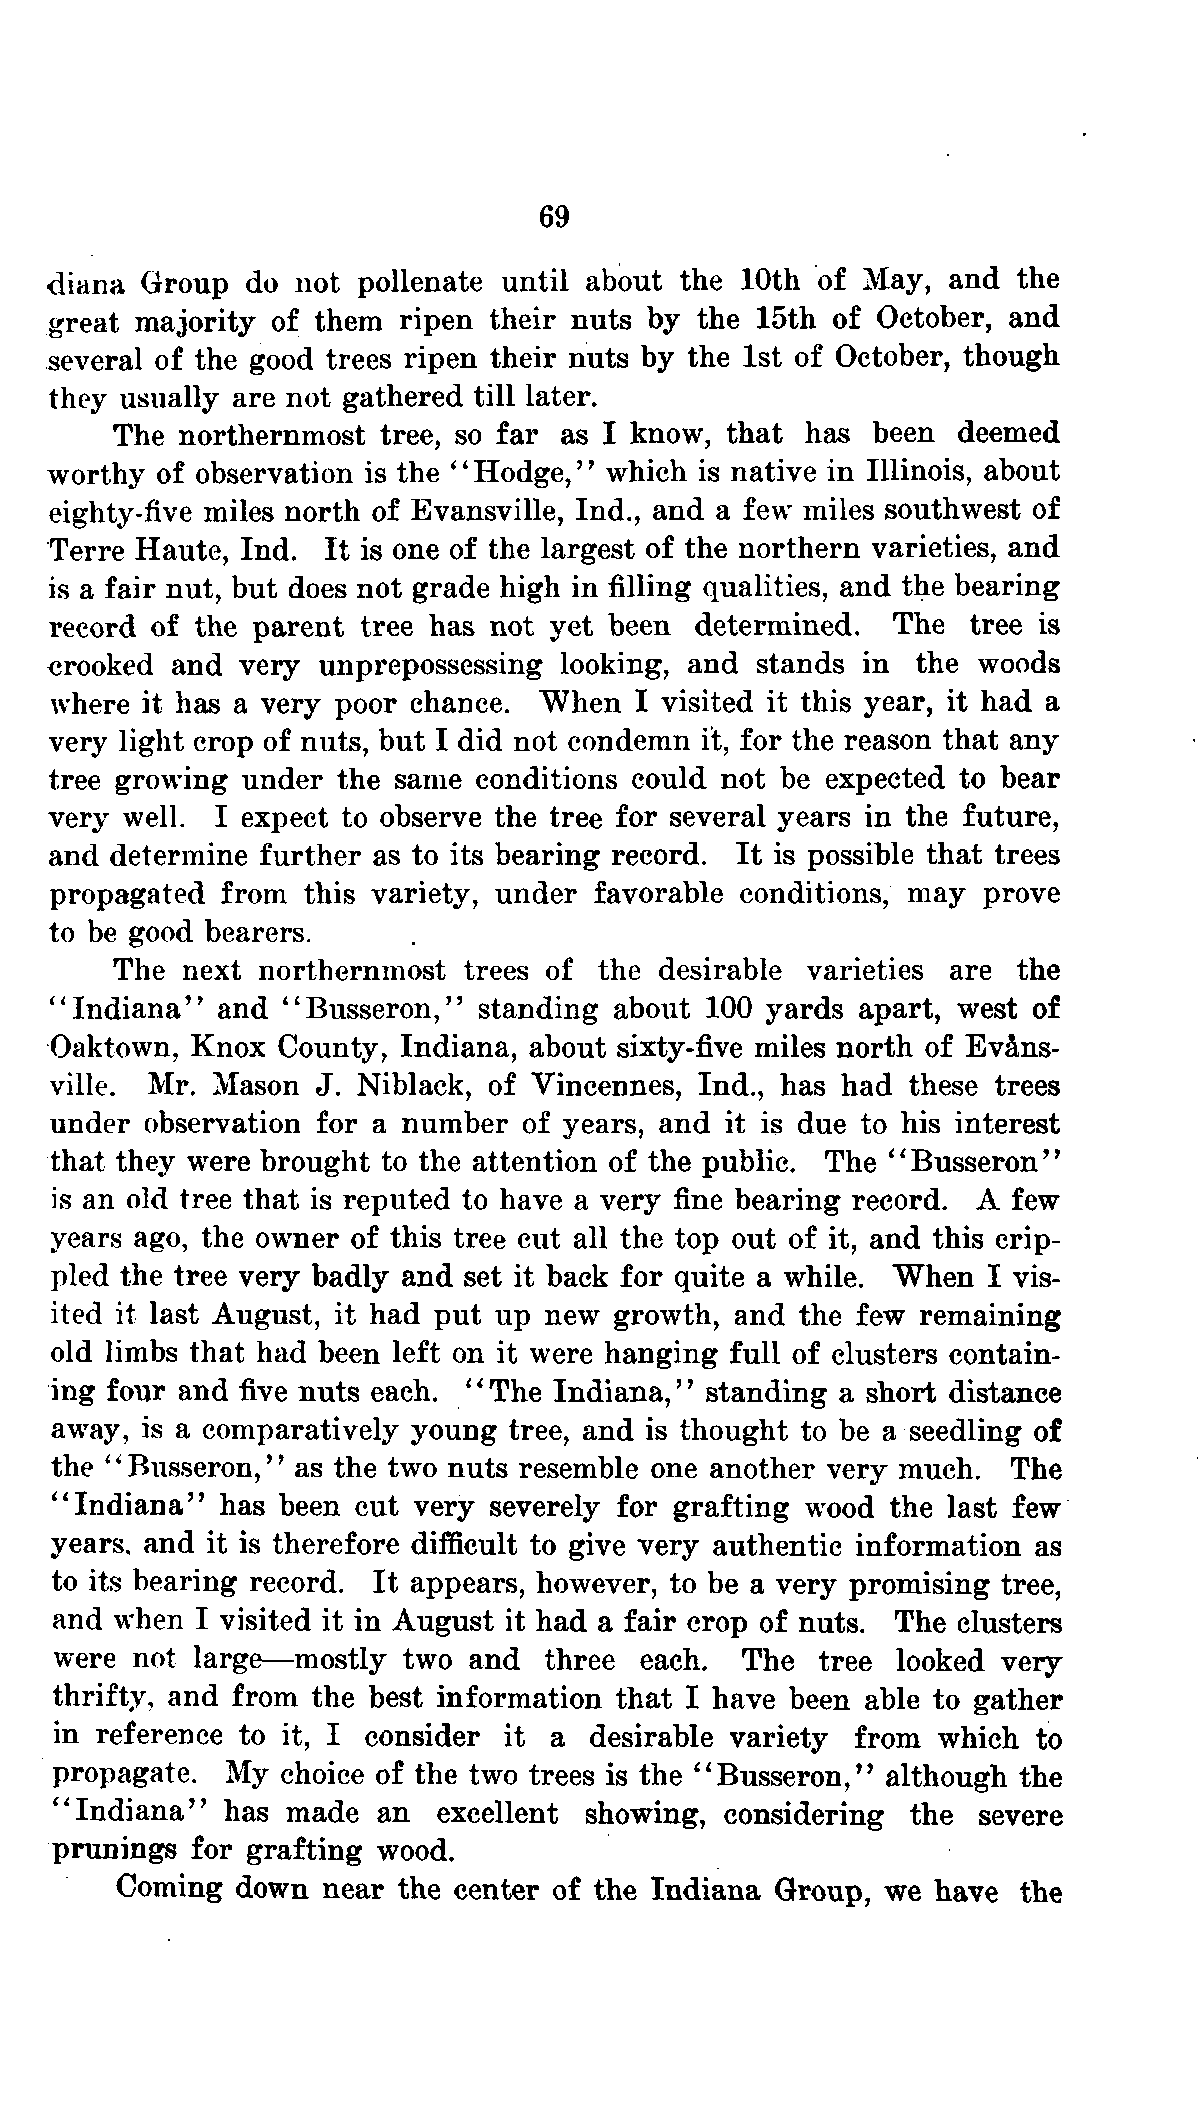 69
diana Group do not pollenate until about the 10th of May, and the
great majority of them ripen their nuts by the 15th of October, and
several of the good trees ripen their nuts by the 1st of October, though
they usually are not gathered till later.
The northernmost tree, so far as I know, that has been deemed
worthy of observation is the ‘‘Hodge,’’ which is native in Illinois, about
eighty-five miles north of Evansville, Ind., and a few miles southwest of
Terre Haute, Ind. It is one of the largest of the northern varieties, and
is a fair nut, but does not grade high in filling qualities, and the bearing
record of the parent tree has not yet been determined. The tree is
crooked and very unprepossessing looking, and stands in the woods
where it has a very poor chance. When I visited it this year, it had a
very light crop of nuts, but I did not condemn it, for the reason that any
tree growing under the same conditions could not be expected to bear
very well. I expect to observe the tree for several years in the future,
and determine further as to its bearing record. It is possible that trees
propagated from this variety, under favorable conditions, may prove
to be good bearers.
The next northernmost trees of the desirable varieties are the
‘‘Indiana’’ and ‘‘Busseron,’’ standing about 100 yards apart, west of
Oaktown, Knox County, Indiana, about sixty-five miles north of Evans-
ville. Mr. Mason J. Niblack, of Vincennes, Ind., has had these trees
under observation for a number of years, and it is due to his interest
that they were brought to the attention of the public. The ‘‘Busseron’’
is an old tree that is reputed to have a very fine bearing record. A few
years ago, the owner of this tree cut all the top out of it, and this crip-
pled the tree very badly and set it back for quite a while. When I vis-
ited it last August, it had put up new growth, and the few remaining
old limbs that had been left on it were hanging full of clusters contain-
ing four and five nuts each. ‘‘The Indiana,’’ standing a short distance
away, is a comparatively young tree, and is thought to be a seedling of
the ‘‘Busseron,’’ as the two nuts resemble one another very much. The
‘‘Indiana’’ has been cut very severely for grafting wood the last few
years, and it is therefore difficult to give very authentic information as
to its bearing record. It appears, however, to be a very promising tree,
and when I visited it in August it had a fair crop of nuts. The clusters
were not large—mostly two and three each. The tree looked very
thrifty, and from the best information that I have been able to gather
in reference to it, I consider it a desirable variety from which to
propagate. My choice of the two trees is the ‘‘Busseron,’’ although the
‘‘Indiana’’ has made an excellent showing, considering the severe
prunings for grafting wood.
Coming down near the center of the Indiana Group, we have the